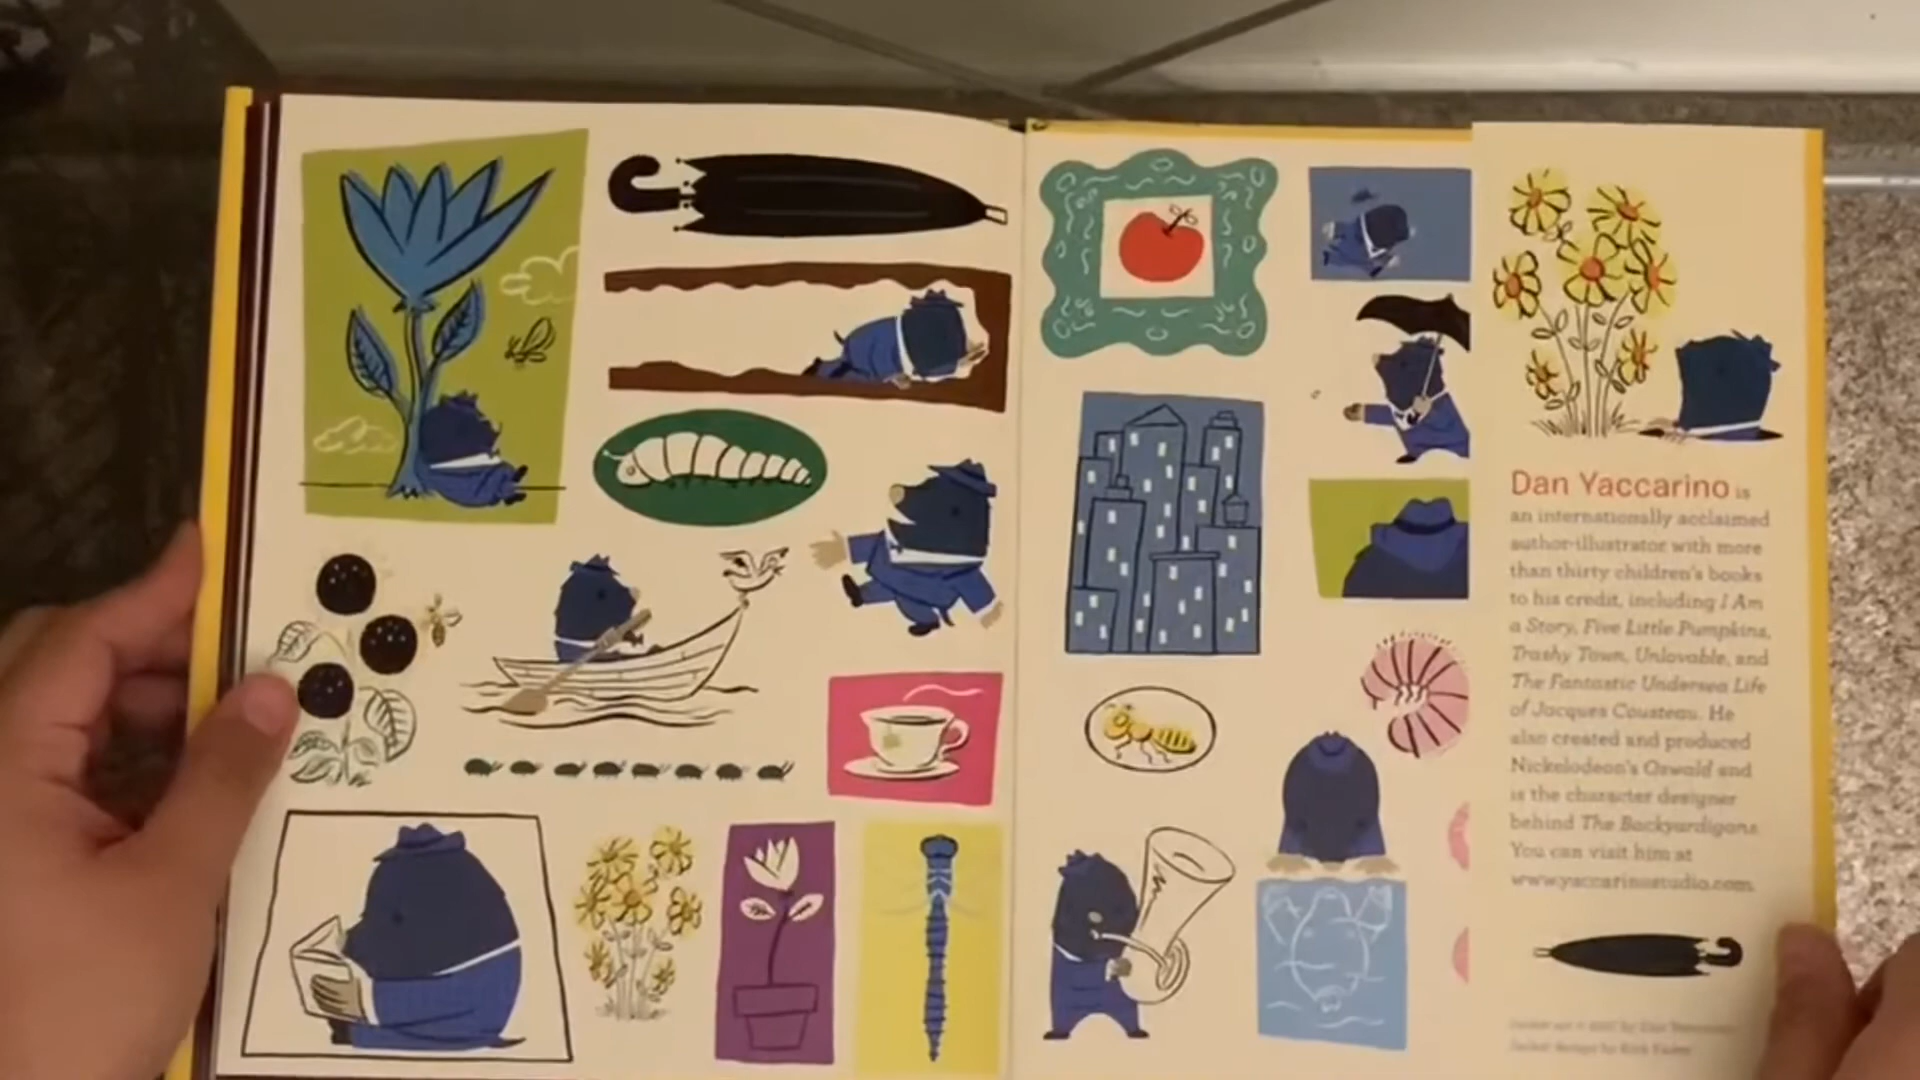 Dan Yaccarino is
an internationally acclaimed
author-illustrator with more
than thirty children's books
to his credit, including I Am
a Story, Five Little Pumpkins,
Trashy Town, Unlovable, and
The Fantastic Undersea Life
of Jacques Cousteau. He
also created and produced
Nickelodeon's Oswald and
is the character designer
behind The Backyardigans.
You can visit him at
www.yaccarinostudio.com.